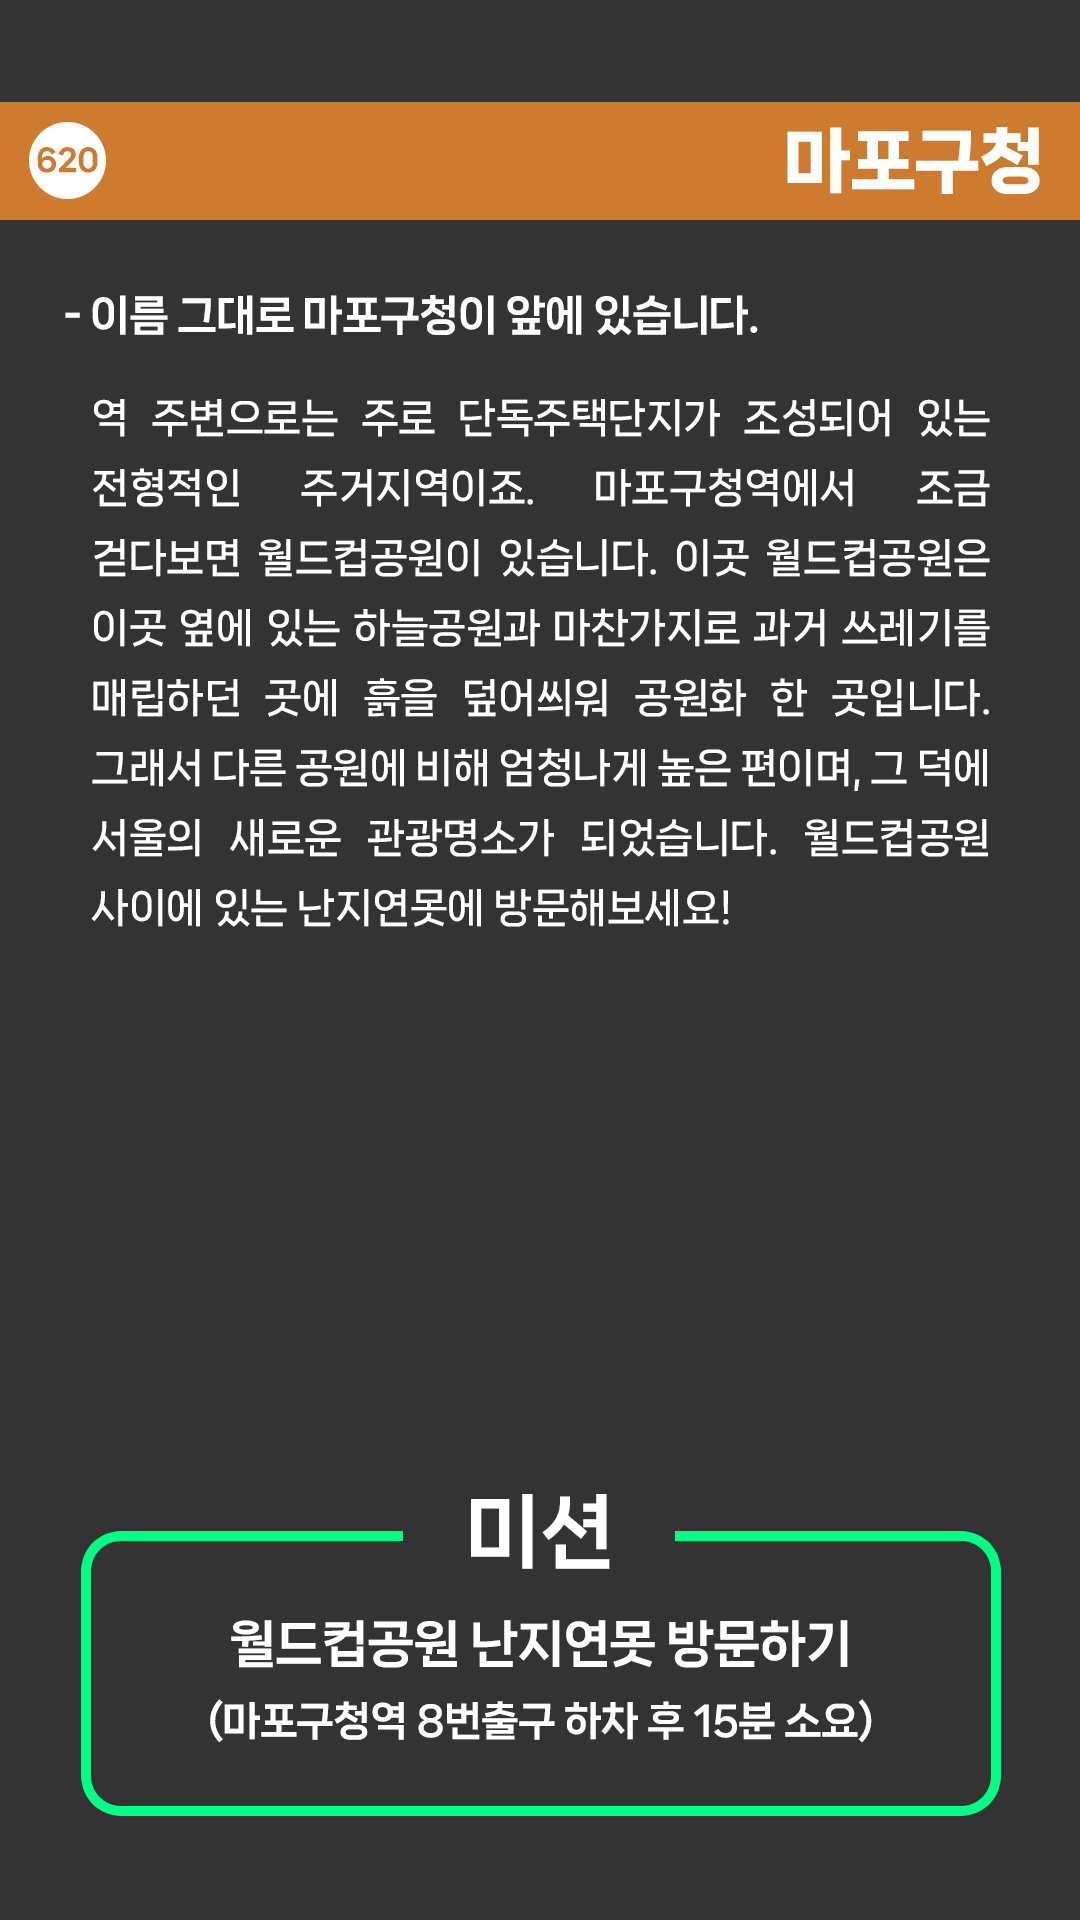 620
마포구청
- 이름 그대로 마포구청이 앞에 있습니다.
역 주변으로는 주로 단독주택단지가 조성되어 있는
전형적인 주거지역이죠. 마포구청역에서 조금
걷다보면 월드컵공원이 있습니다. 이곳 월드컵공원은
이곳 옆에 있는 하늘공원과 마찬가지로 과거 쓰레기를
매립하던 곳에 흙을 덮어씌워 공원화 한 곳입니다.
그래서 다른 공원에 비해 엄청나게 높은 편이며, 그 덕에
서울의 새로운 관광명소가 되었습니다. 월드컵공원
사이에 있는 난지연못에 방문해보세요!
미션
월드컵공원 난지연못 방문하기
(마포구청역 8번출구 하차 후 15분 소요)